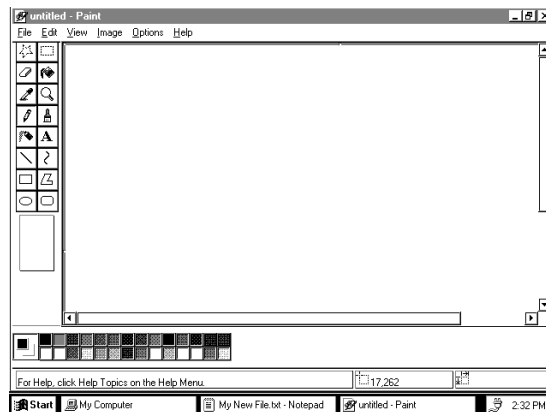 untitled - Paint
File Edit View Image Options Help
A
For Help, click Help Topics on the Help Menu.
17,262
Start My Computer My New File.txt - Notepad untitled - Paint 2:32 PM